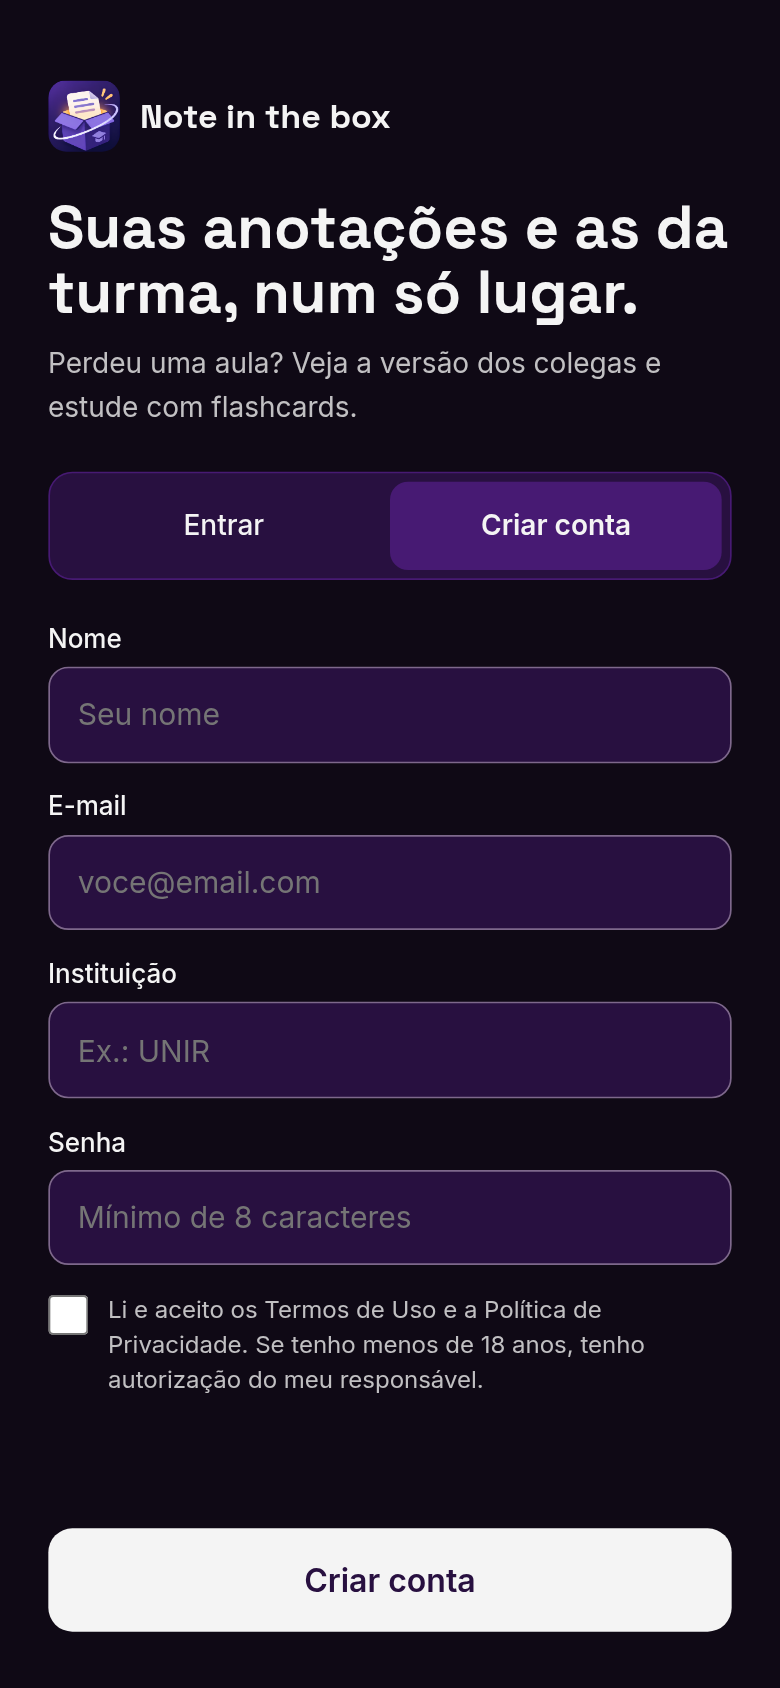 Note in the box
Suas anotações e as da
turma, num só lugar.
Perdeu uma aula? Veja a versão dos colegas e
estude com flashcards.
Entrar
Criar conta
Nome
Seu nome
E-mail
voce@email.com
Instituição
Ex.: UNIR
Senha
Mínimo de 8 caracteres
Li e aceito os Termos de Uso e a Política de
Privacidade. Se tenho menos de 18 anos, tenho
autorização do meu responsável.
Criar conta